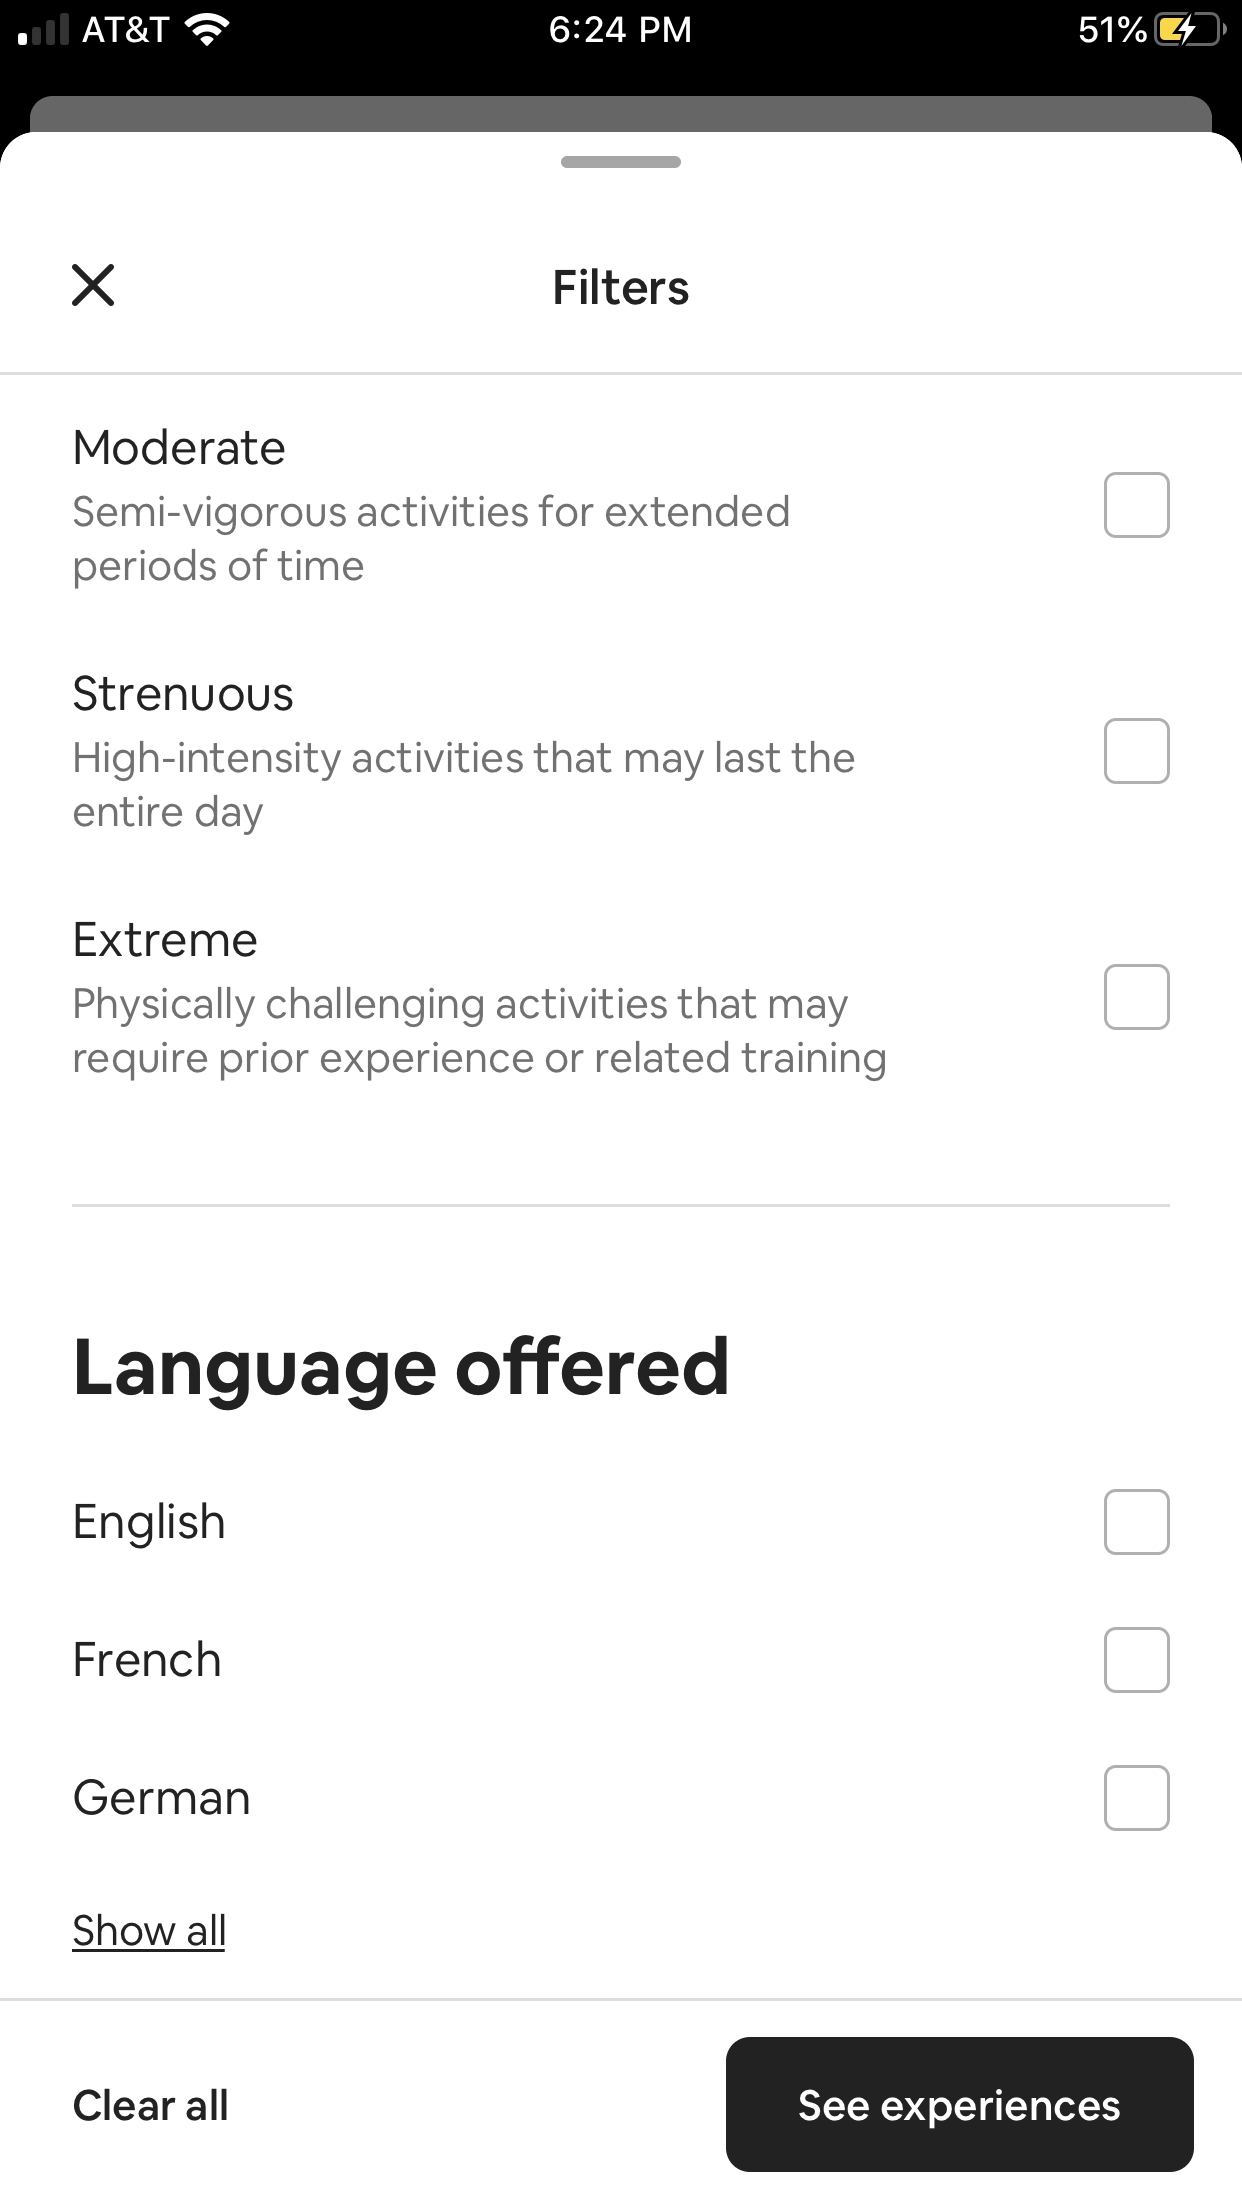 AT&T 6:24 PM 51%
Filters
Moderate
Semi-vigorous activities for extended
periods of time
Strenuous
High-intensity activities that may last the
entire day
Extreme
Physically challenging activities that may
require prior experience or related training
Language offered
English
French
German
Show all
Clear all See experiences